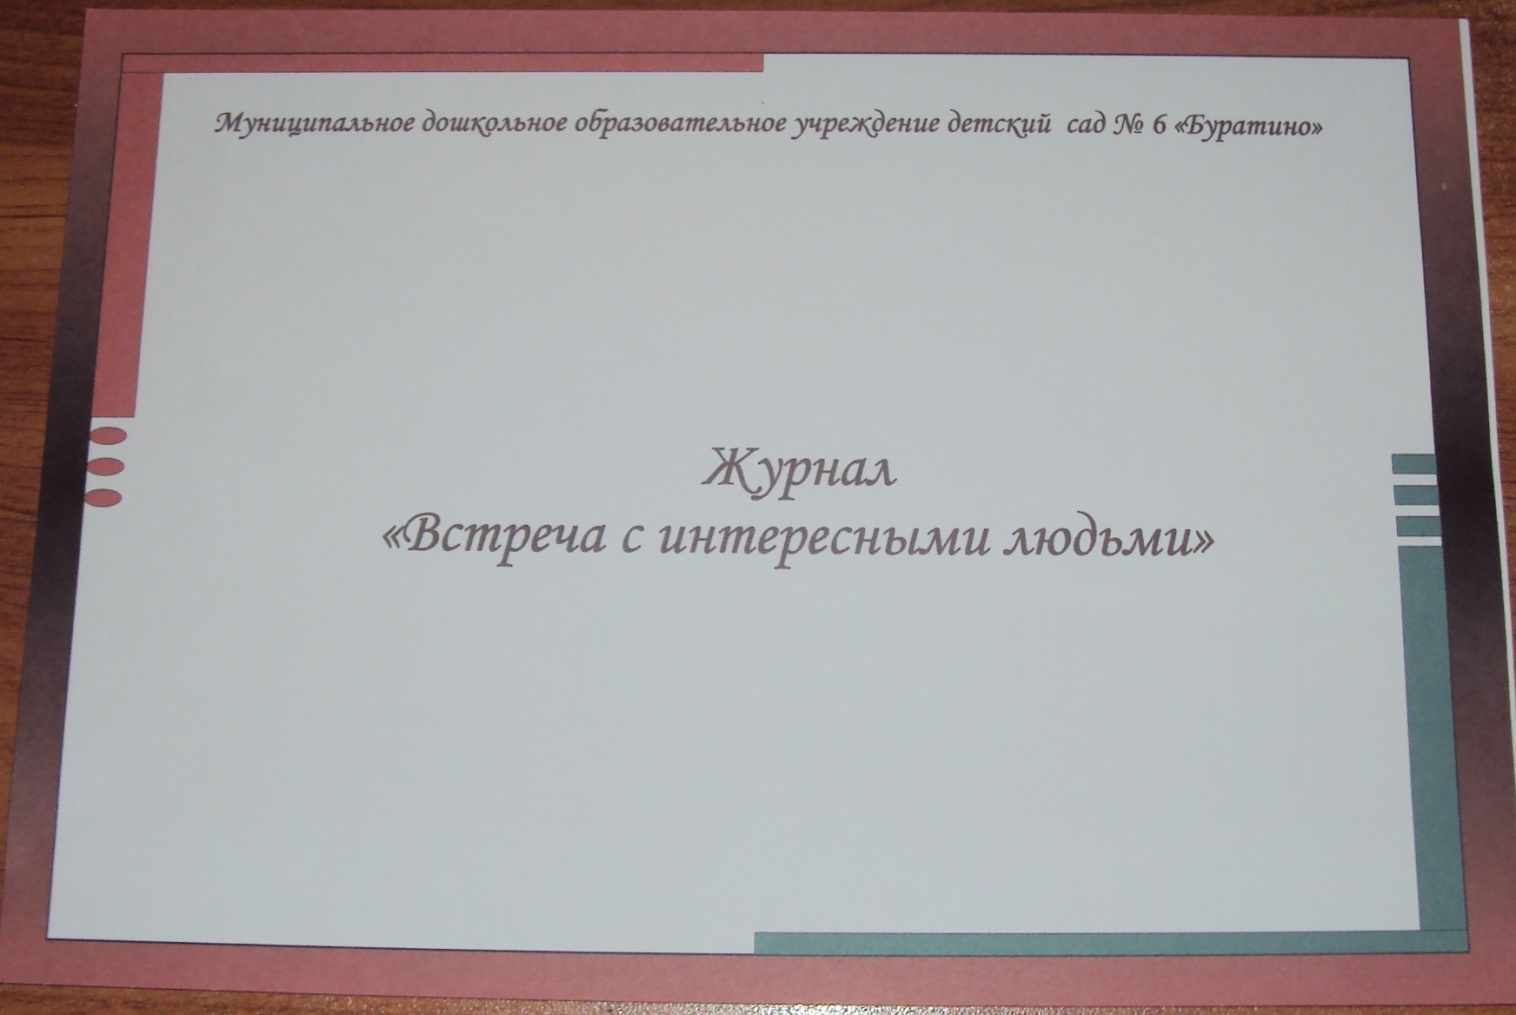 Муниципальное дошкольное образовательное учреждение детский сад № 6 «Буратино»
Журнал
«Встреча с интересными людьми»